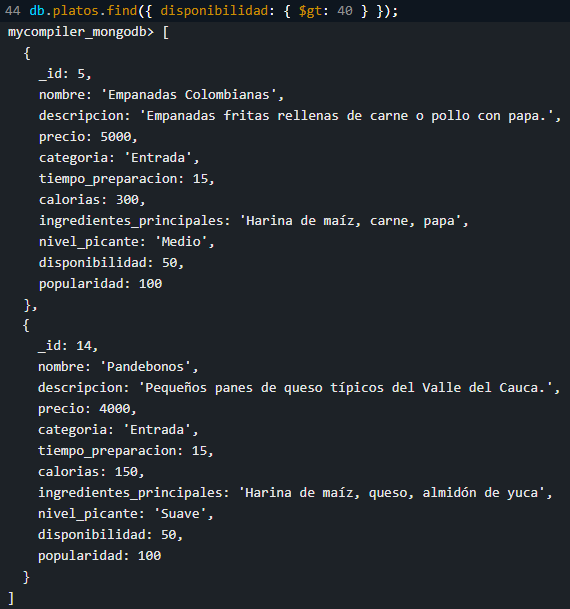 44 db.platos.find({ disponibilidad: { $gt: 40 } });
mycompiler_mongodb> [
  {
    _id: 5,
    nombre: 'Empanadas Colombianas',
    descripcion: 'Empanadas fritas rellenas de carne o pollo con papa.',
    precio: 5000,
    categoria: 'Entrada',
    tiempo_preparacion: 15,
    calorias: 300,
    ingredientes_principales: 'Harina de maíz, carne, papa',
    nivel_picante: 'Medio',
    disponibilidad: 50,
    popularidad: 100
  },
  {
    _id: 14,
    nombre: 'Pandebonos',
    descripcion: 'Pequeños panes de queso típicos del Valle del Cauca.',
    precio: 4000,
    categoria: 'Entrada',
    tiempo_preparacion: 15,
    calorias: 150,
    ingredientes_principales: 'Harina de maíz, queso, almidón de yuca',
    nivel_picante: 'Suave',
    disponibilidad: 50,
    popularidad: 100
  }
]